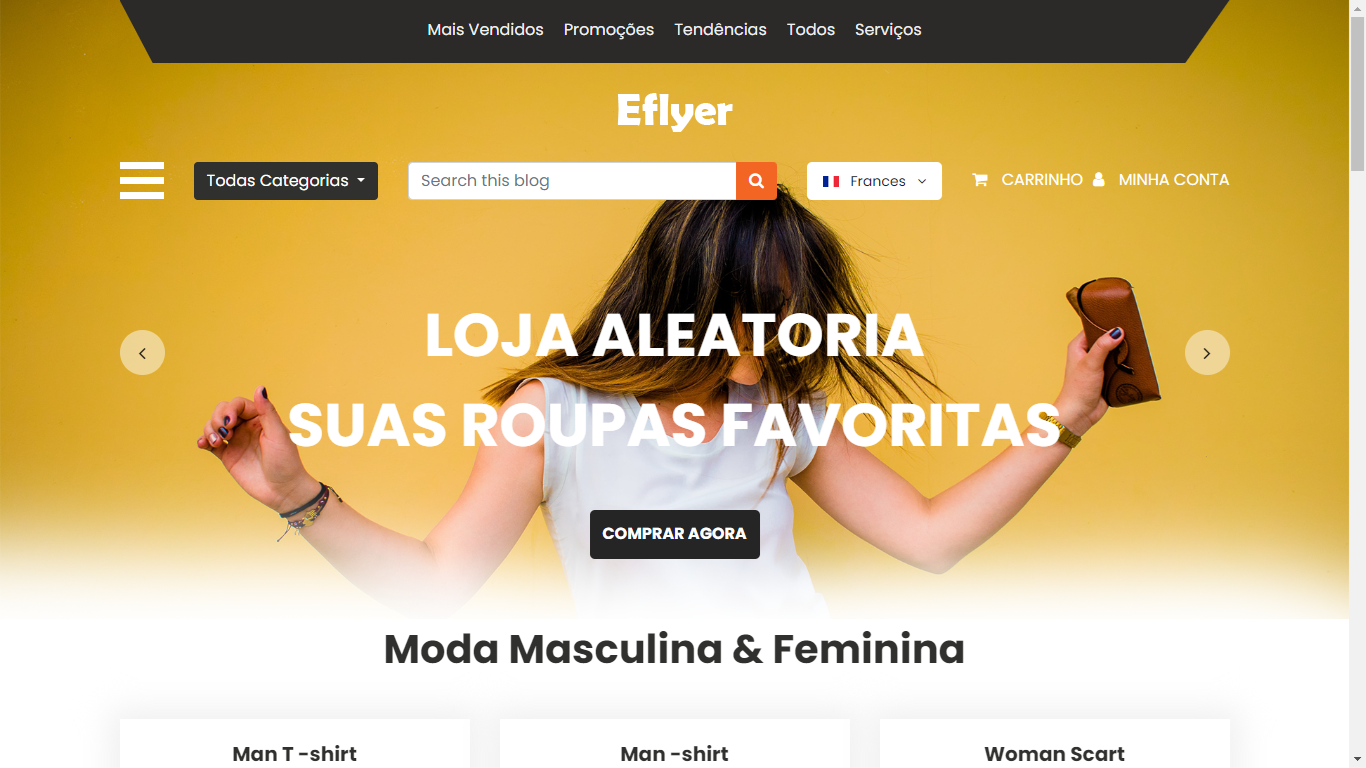 Mais Vendidos Promoções Tendências Todos Serviços
Eflyer
Todas Categorias Search this blog Frances CARRINHO MINHA CONTA
LOJA ALEATORIA
SUAS ROUPAS FAVORITAS
COMPRAR AGORA
Moda Masculina & Feminina
Man T -shirt Man -shirt Woman Scart